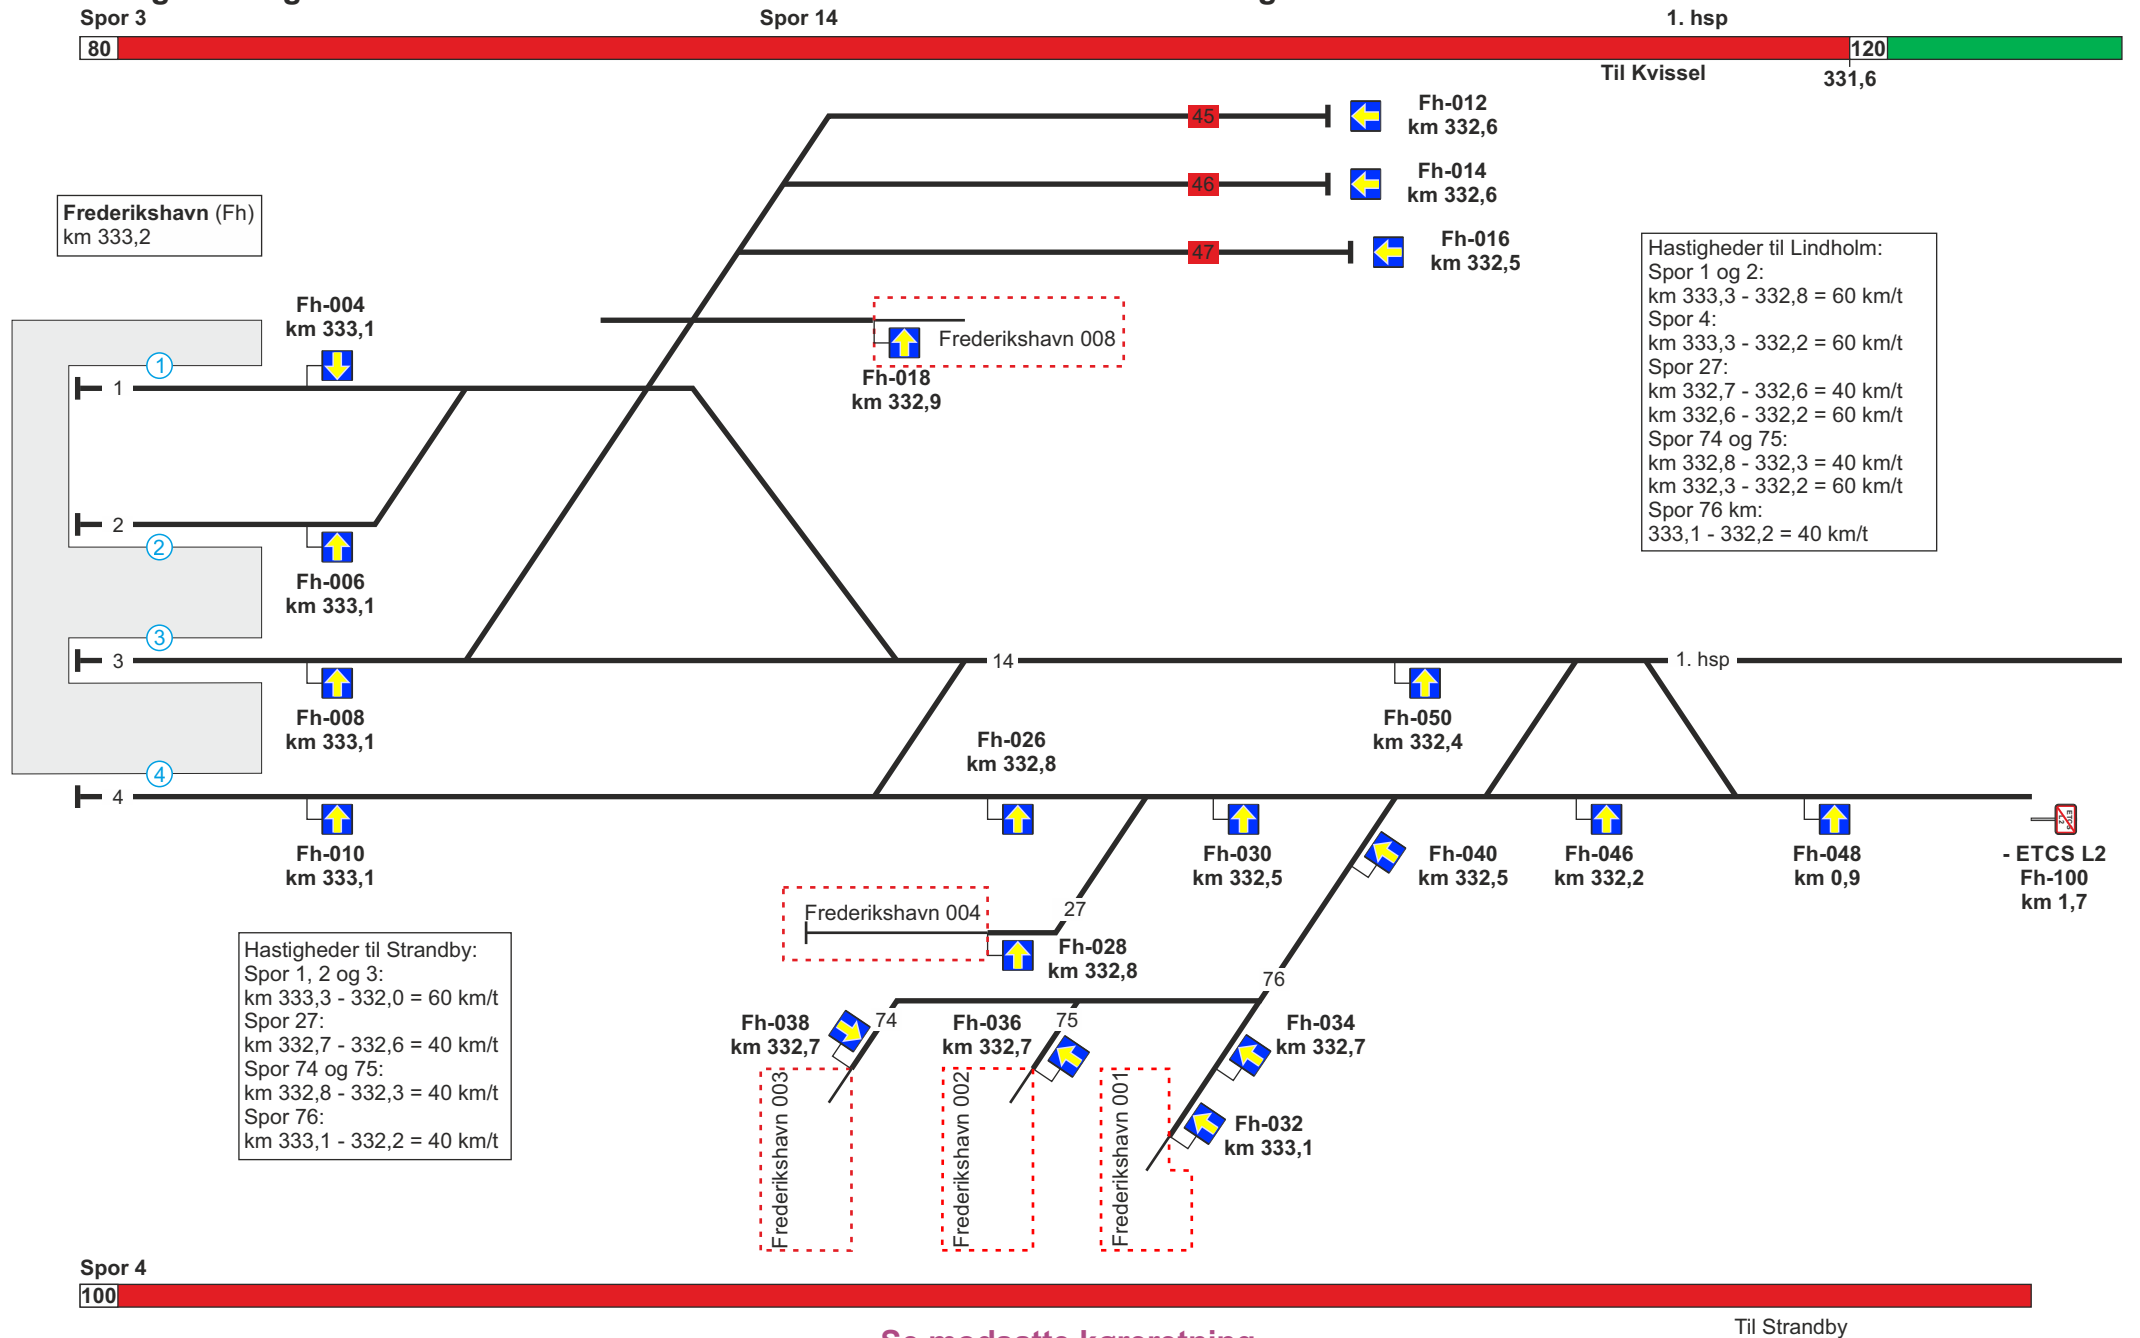 Spor 3
Spor 14
1. hsp
80
120
Til Kvissel
331,6
45
Fh-012
km 332,6
46
Fh-014
km 332,6
47
Fh-016
km 332,5
Frederikshavn (Fh)
km 333,2
Hastigheder til Lindholm:
Spor 1 og 2:
km 333,3 - 332,8 = 60 km/t
Spor 4:
km 333,3 - 332,2 = 60 km/t
Spor 27:
km 332,7 - 332,6 = 40 km/t
km 332,6 - 332,2 = 60 km/t
Spor 74 og 75:
km 332,8 - 332,3 = 40 km/t
km 332,3 - 332,2 = 60 km/t
Spor 76 km:
333,1 - 332,2 = 40 km/t
Fh-004
km 333,1
Frederikshavn 008
Fh-018
km 332,9
1
1
2
2
Fh-006
km 333,1
3
3
14
1. hsp
Fh-008
km 333,1
Fh-050
km 332,4
Fh-026
km 332,8
4
4
Fh-010
km 333,1
Fh-030
km 332,5
Fh-040
km 332,5
Fh-046
km 332,2
Fh-048
km 0,9
- ETCS L2
Fh-100
km 1,7
Frederikshavn 004
27
Fh-028
km 332,8
Hastigheder til Strandby:
Spor 1, 2 og 3:
km 333,3 - 332,0 = 60 km/t
Spor 27:
km 332,7 - 332,6 = 40 km/t
Spor 74 og 75:
km 332,8 - 332,3 = 40 km/t
Spor 76:
km 333,1 - 332,2 = 40 km/t
76
Fh-038
km 332,7
74
Fh-036
km 332,7
75
Fh-034
km 332,7
Fh-032
km 333,1
Frederikshavn 003
Frederikshavn 002
Frederikshavn 001
Spor 4
100
Til Strandby
Se modsatte køreretning